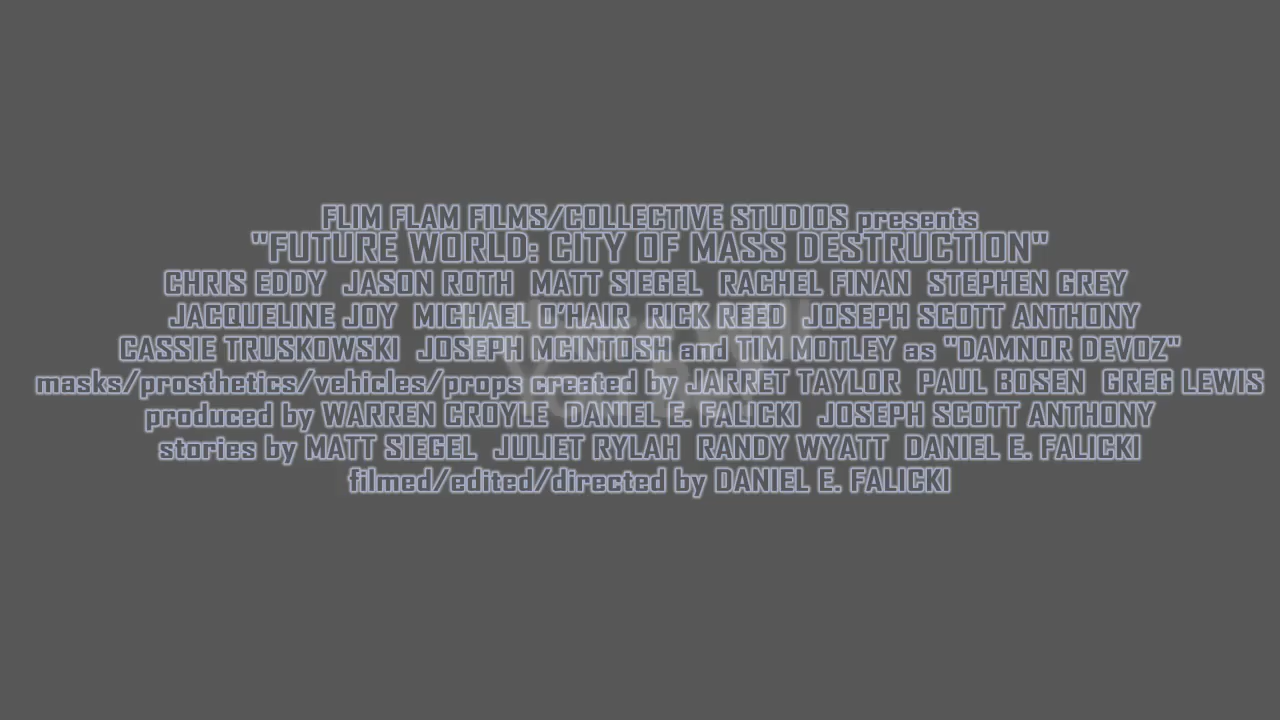 FLIM FLAM FILMS/COLLECTIVE STUDIOS presents
"FUTURE WORLD: CITY OF MASS DESTRUCTION"
CHRIS EDDY JASON ROTH MATT SIEGEL RACHEL FINAN STEPHEN GREY
JACQUELINE JOY MICHAEL O'HAIR RICK REED JOSEPH SCOTT ANTHONY
CASSIE TRUSKOWSKI JOSEPH MCINTOSH and TIM MOTLEY as "DAMNOR DEVOZ"
masks/prosthetics/vehicles/props created by JARRET TAYLOR PAUL BOSEN GREG LEWIS
produced by WARREN CROYLE DANIEL E. FALICKI JOSEPH SCOTT ANTHONY
stories by MATT SIEGEL JULIET RYLAH RANDY WYATT DANIEL E. FALICKI
filmed/edited/directed by DANIEL E. FALICKI